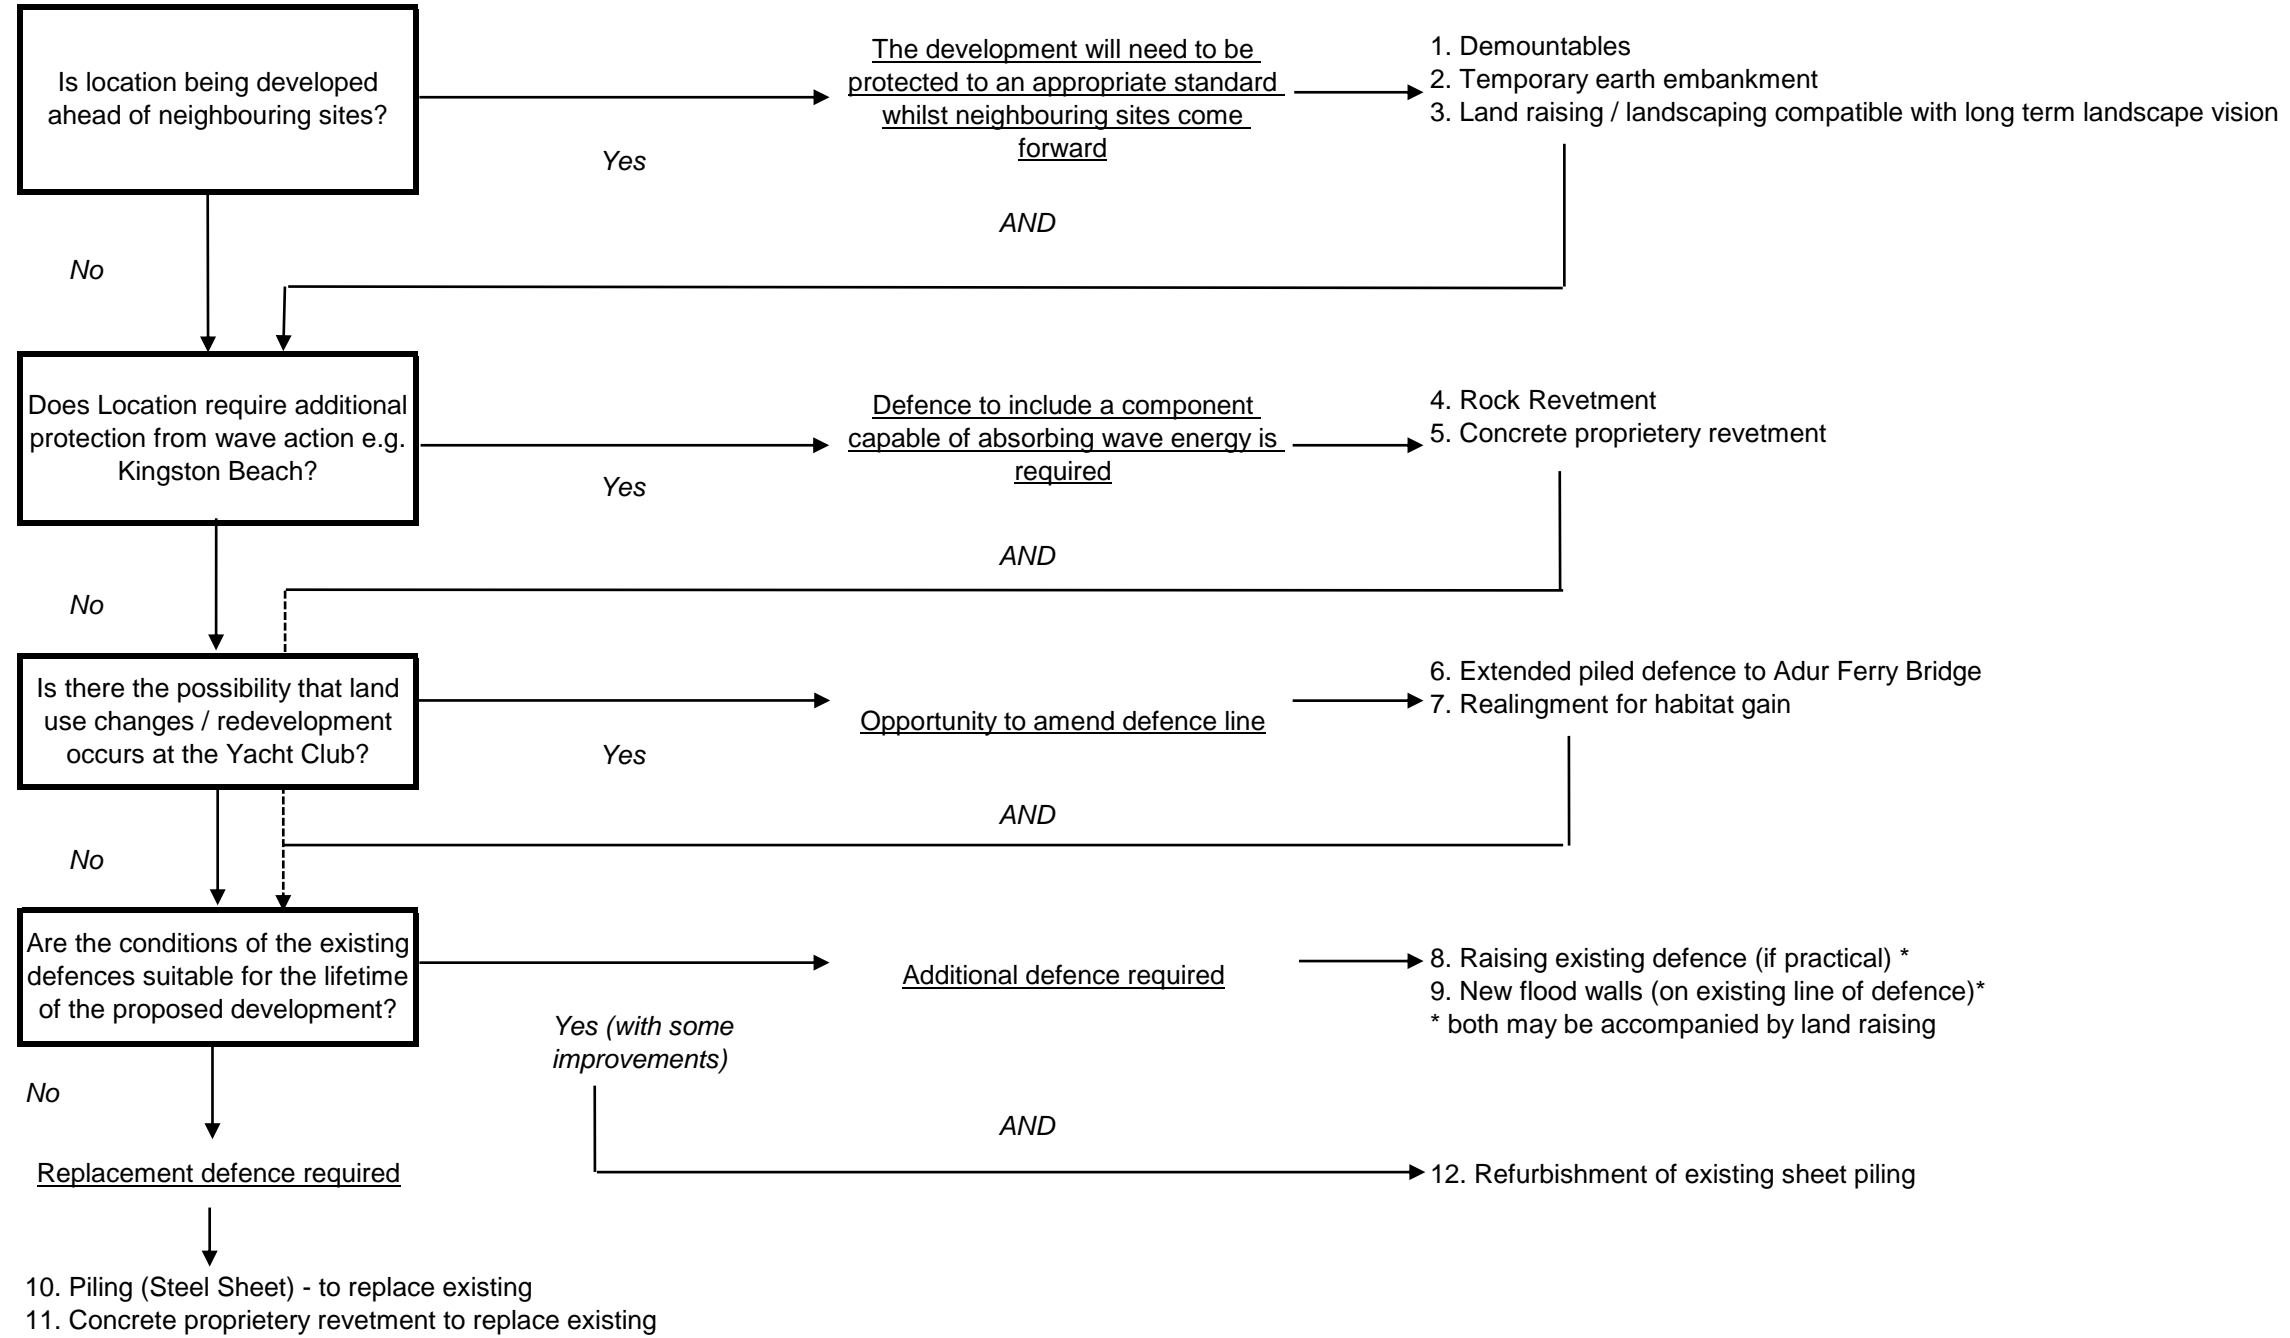 Is location being developed
ahead of neighbouring sites?
Yes
The development will need to be
protected to an appropriate standard
whilst neighbouring sites come
forward
1. Demountables
2. Temporary earth embankment
3. Land raising / landscaping compatible with long term landscape vision
AND
No
Does Location require additional
protection from wave action e.g.
Kingston Beach?
Yes
Defence to include a component
capable of absorbing wave energy is
required
4. Rock Revetment
5. Concrete proprietery revetment
AND
No
Is there the possibility that land
use changes / redevelopment
occurs at the Yacht Club?
Yes
Opportunity to amend defence line
6. Extended piled defence to Adur Ferry Bridge
7. Realingment for habitat gain
AND
No
Are the conditions of the existing
defences suitable for the lifetime
of the proposed development?
Yes (with some
improvements)
Additional defence required
8. Raising existing defence (if practical) *
9. New flood walls (on existing line of defence)*
* both may be accompanied by land raising
AND
12. Refurbishment of existing sheet piling
No
Replacement defence required
10. Piling (Steel Sheet) - to replace existing
11. Concrete proprietery revetment to replace existing